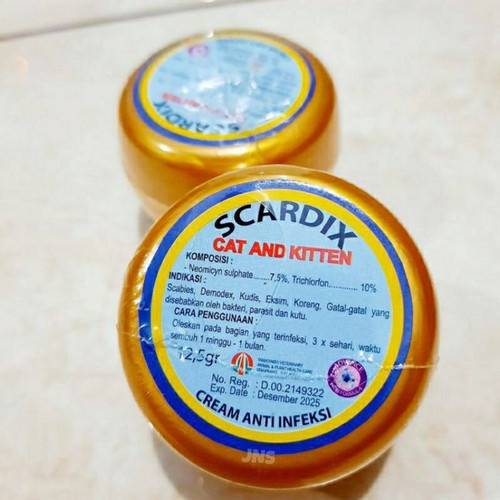 SCARDIX
SCARDIX
CAT AND KITTEN
KOMPOSISI :
- Neomicyn sulphate........7,5%, Trichlorfon.............. 10%
INDIKASI :
Scabies, Demodex, Kudis, Eksim, Koreng, Gatal-gatal yang
disebabkan oleh bakteri, parasit dan kutu.
CARA PENGGUNAAN :
Oleskan pada bagian yang terinfeksi, 3 x sehari, waktu
sembuh 1 minggu - 1 bulan.
12,5gr
No. Reg. : D.00.2149322
Exp. Date : Desember 2025
CREAM ANTI INFEKSI
JNS